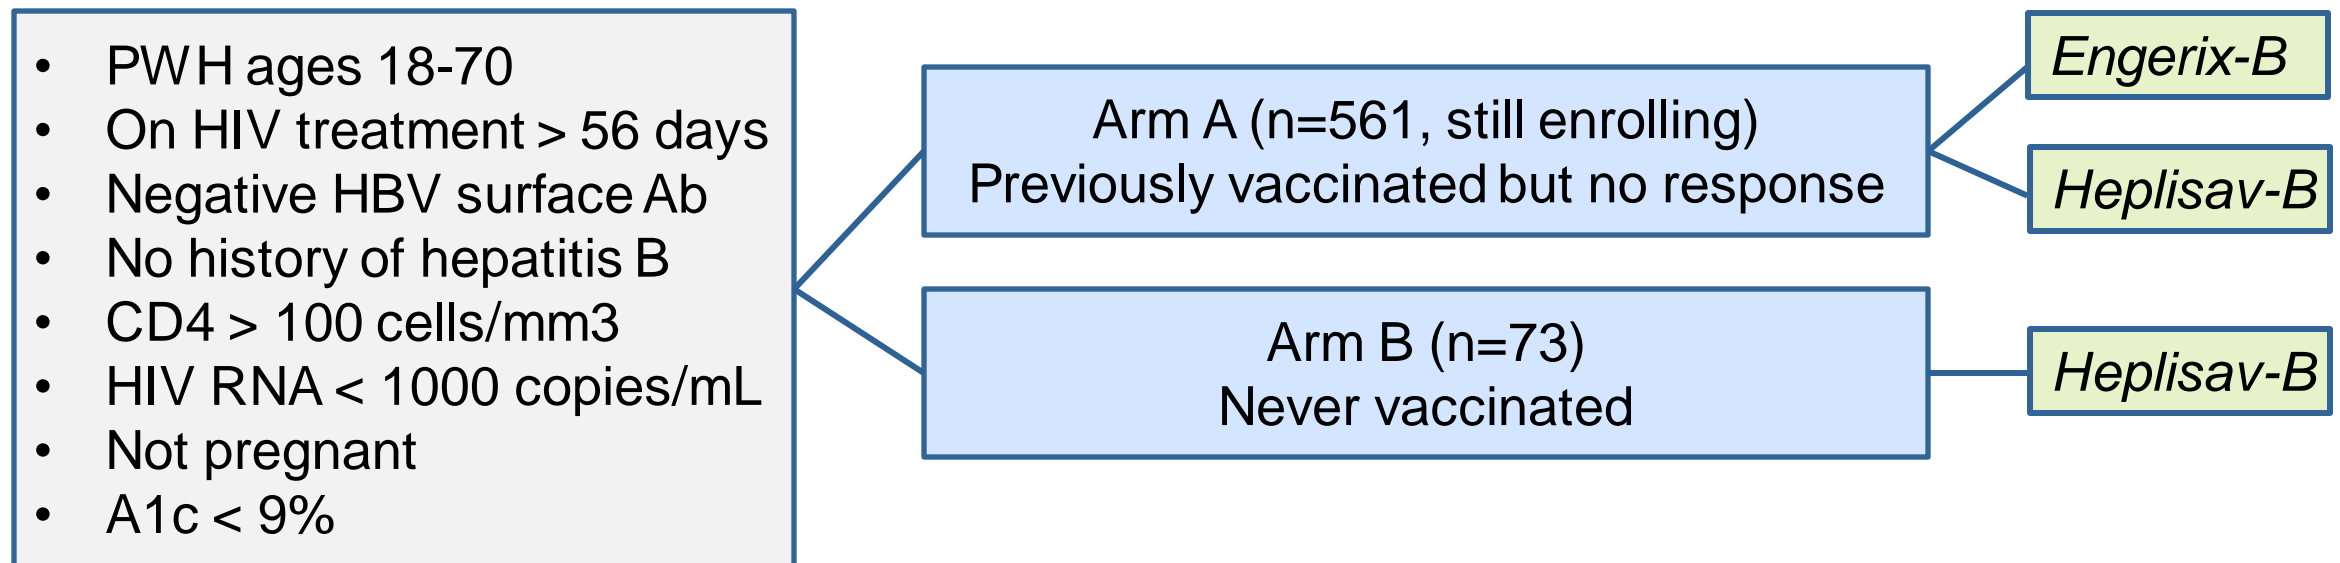 • PWH ages 18-70
• On HIV treatment > 56 days
• Negative HBV surface Ab
• No history of hepatitis B
• CD4 > 100 cells/mm3
• HIV RNA < 1000 copies/mL
• Not pregnant
• A1c < 9%
Arm A (n=561, still enrolling)
Previously vaccinated but no response
Engerix-B
Heplisav-B
Arm B (n=73)
Never vaccinated
Heplisav-B